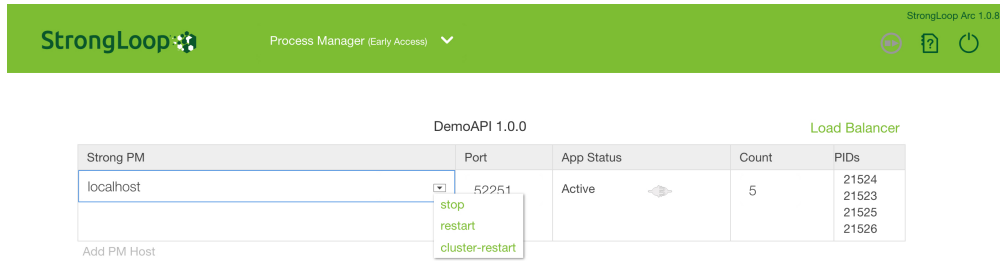 StrongLoop Arc 1.0.8
StrongLoop
Process Manager (Early Access)
DemoAPI 1.0.0
Load Balancer
Strong PM Port App Status Count PIDs
localhost 52251 Active 5 21524
21523
21525
21526
stop
restart
cluster-restart
Add PM Host